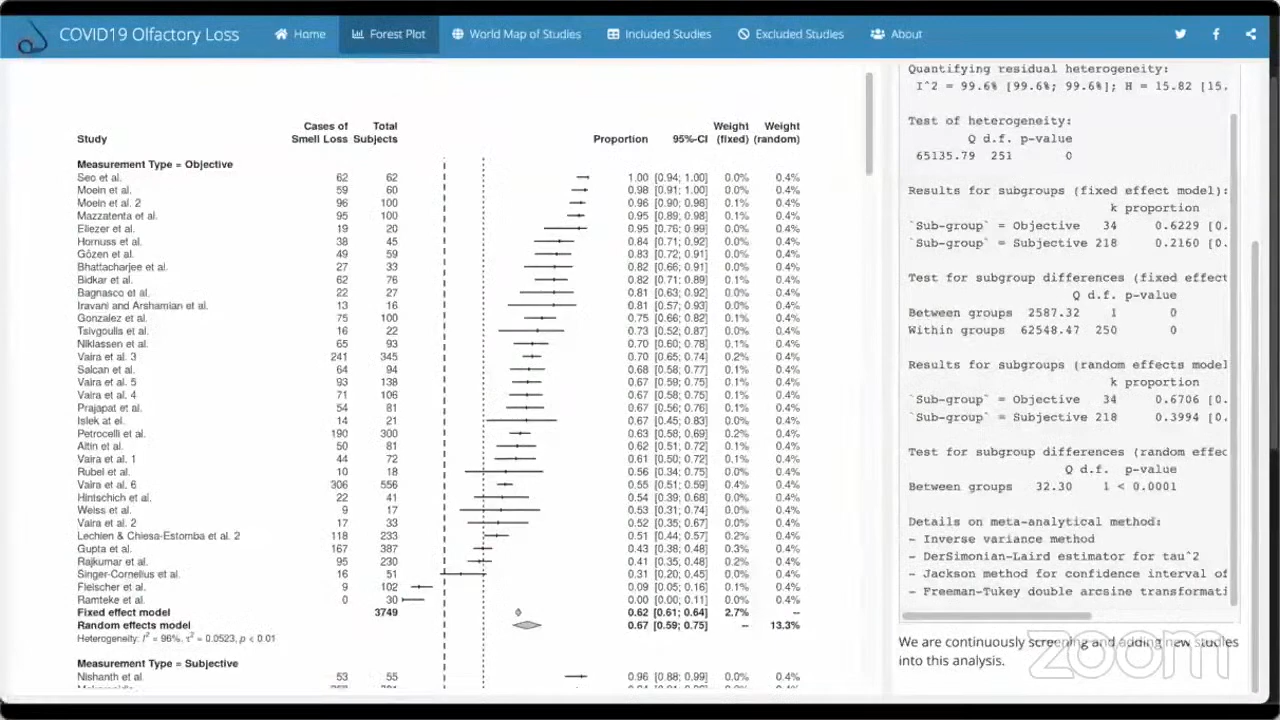 COVID19 Olfactory Loss Home Forest Plot World Map of Studies Included Studies Excluded Studies About
Cases of Total Weight Weight
Study Smell Loss Subjects Proportion 95%-CI (fixed) (random)
Measurement Type = Objective
Seo et al. 62 62 1.00 [0.94; 1.00] 0.0% 0.4%
Moein et al. 59 60 0.98 [0.91; 1.00] 0.0% 0.4%
Moein et al. 2 96 100 0.96 [0.90; 0.98] 0.1% 0.4%
Mazzatenta et al. 95 100 0.95 [0.89; 0.98] 0.1% 0.4%
Eliezer et al. 19 20 0.95 [0.76; 0.99] 0.0% 0.4%
Hornuss et al. 38 45 0.84 [0.71; 0.92] 0.0% 0.4%
Gözen et al. 49 59 0.83 [0.72; 0.91] 0.0% 0.4%
Bhattacharjee et al. 27 33 0.82 [0.66; 0.91] 0.0% 0.4%
Bidkar et al. 62 76 0.82 [0.71; 0.89] 0.1% 0.4%
Bagnasco et al. 22 27 0.81 [0.63; 0.92] 0.0% 0.4%
Iravani and Arshamian et al. 13 16 0.81 [0.57; 0.93] 0.0% 0.4%
Gonzalez et al. 75 100 0.75 [0.66; 0.82] 0.1% 0.4%
Tsivgoulis et al. 16 22 0.73 [0.52; 0.87] 0.0% 0.4%
Niklassen et al. 65 93 0.70 [0.60; 0.78] 0.1% 0.4%
Vaira et al. 3 241 345 0.70 [0.65; 0.74] 0.2% 0.4%
Salcan et al. 64 94 0.68 [0.58; 0.77] 0.1% 0.4%
Vaira et al. 5 93 138 0.67 [0.59; 0.75] 0.1% 0.4%
Vaira et al. 4 71 106 0.67 [0.58; 0.75] 0.1% 0.4%
Prajapat et al. 54 81 0.67 [0.56; 0.76] 0.1% 0.4%
Islek at el. 14 21 0.67 [0.45; 0.83] 0.0% 0.4%
Petrocelli et al. 190 300 0.63 [0.58; 0.69] 0.2% 0.4%
Altin et al. 50 81 0.62 [0.51; 0.72] 0.1% 0.4%
Vaira et al. 1 44 72 0.61 [0.50; 0.72] 0.1% 0.4%
Rubel et al. 10 18 0.56 [0.34; 0.75] 0.0% 0.4%
Vaira et al. 6 306 556 0.55 [0.51; 0.59] 0.4% 0.4%
Hintschich et al. 22 41 0.54 [0.39; 0.68] 0.0% 0.4%
Weiss et al. 9 17 0.53 [0.31; 0.74] 0.0% 0.4%
Vaira et al. 2 17 33 0.52 [0.35; 0.67] 0.0% 0.4%
Lechien & Chiesa-Estomba et al. 2 118 233 0.51 [0.44; 0.57] 0.2% 0.4%
Gupta et al. 167 387 0.43 [0.38; 0.48] 0.3% 0.4%
Rajkumar et al. 95 230 0.41 [0.35; 0.48] 0.2% 0.4%
Singer-Cornelius et al. 16 51 0.31 [0.20; 0.45] 0.0% 0.4%
Fleischer et al. 9 102 0.09 [0.05; 0.16] 0.1% 0.4%
Ramteke et al. 0 30 0.00 [0.00; 0.11] 0.0% 0.4%
Fixed effect model 3749 0.62 [0.61; 0.64] 2.7% --
Random effects model 0.67 [0.59; 0.75] -- 13.3%
Heterogeneity: I² = 96%, τ² = 0.0523, p < 0.01
Measurement Type = Subjective
Nishanth et al. 53 55 0.96 [0.88; 0.99] 0.0% 0.4%
Quantifying residual heterogeneity:
I^2 = 99.6% [99.6%; 99.6%]; H = 15.82 [15.
Test of heterogeneity:
Q d.f. p-value
65135.79 251 0
Results for subgroups (fixed effect model):
k proportion
`Sub-group` = Objective 34 0.6229 [0.
`Sub-group` = Subjective 218 0.2160 [0.
Test for subgroup differences (fixed effect
Q d.f. p-value
Between groups 2587.32 1 0
Within groups 62548.47 250 0
Results for subgroups (random effects model
k proportion
`Sub-group` = Objective 34 0.6706 [0.
`Sub-group` = Subjective 218 0.3994 [0.
Test for subgroup differences (random effec
Q d.f. p-value
Between groups 32.30 1 < 0.0001
Details on meta-analytical method:
- Inverse variance method
- DerSimonian-Laird estimator for tau^2
- Jackson method for confidence interval of
- Freeman-Tukey double arcsine transformati
We are continuously screening and adding new studies
into this analysis.
zoom